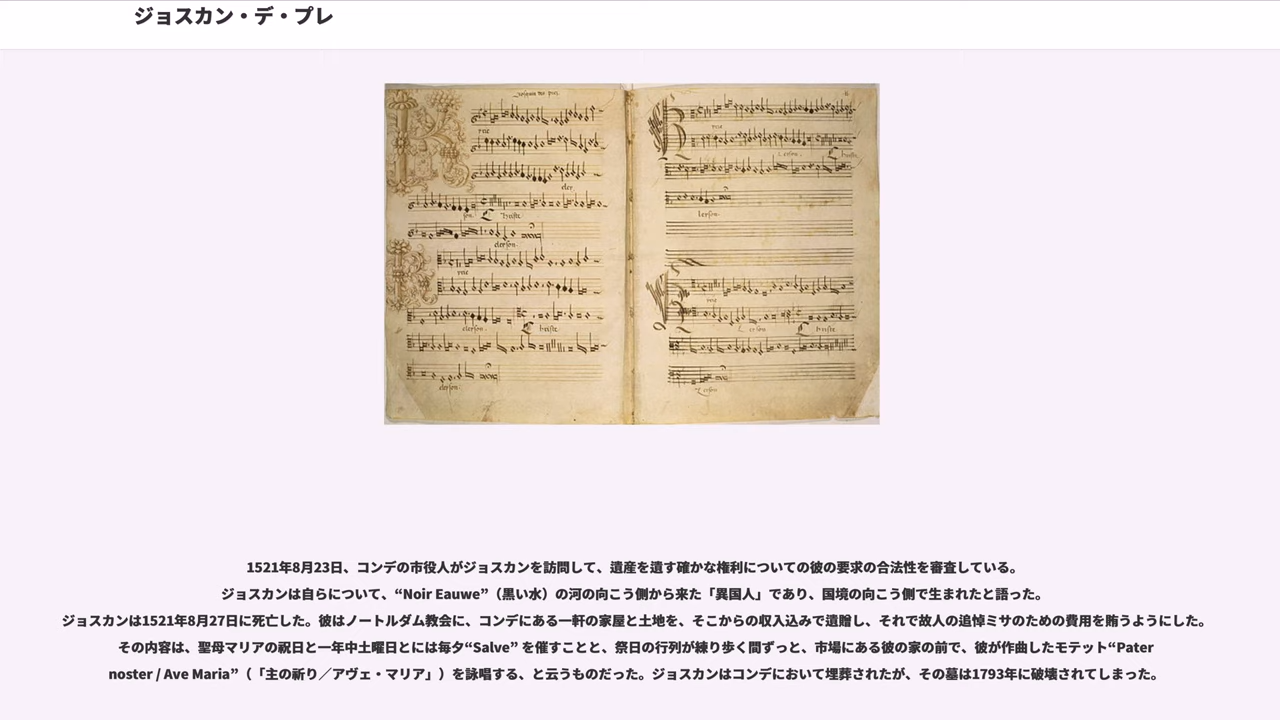 ジョスカン・デ・プレ
1521年8月23日、コンデの市役人がジョスカンを訪問して、遺産を遺す確かな権利についての彼の要求の合法性を審査している。
ジョスカンは自らについて、“Noir Eauwe”（黒い水）の河の向こう側から来た「異国人」であり、国境の向こう側で生まれたと語った。
ジョスカンは1521年8月27日に死亡した。彼はノートルダム教会に、コンデにある一軒の家屋と土地を、そこからの収入込みで遺贈し、それで故人の追悼ミサのための費用を賄うようにした。
その内容は、聖母マリアの祝日と一年中土曜日とには毎夕“Salve” を催すことと、祭日の行列が練り歩く間ずっと、市場にある彼の家の前で、彼が作曲したモテット“Pater
noster / Ave Maria”（「主の祈り／アヴェ・マリア」）を詠唱する、と云うものだった。ジョスカンはコンデにおいて埋葬されたが、その墓は1793年に破壊されてしまった。